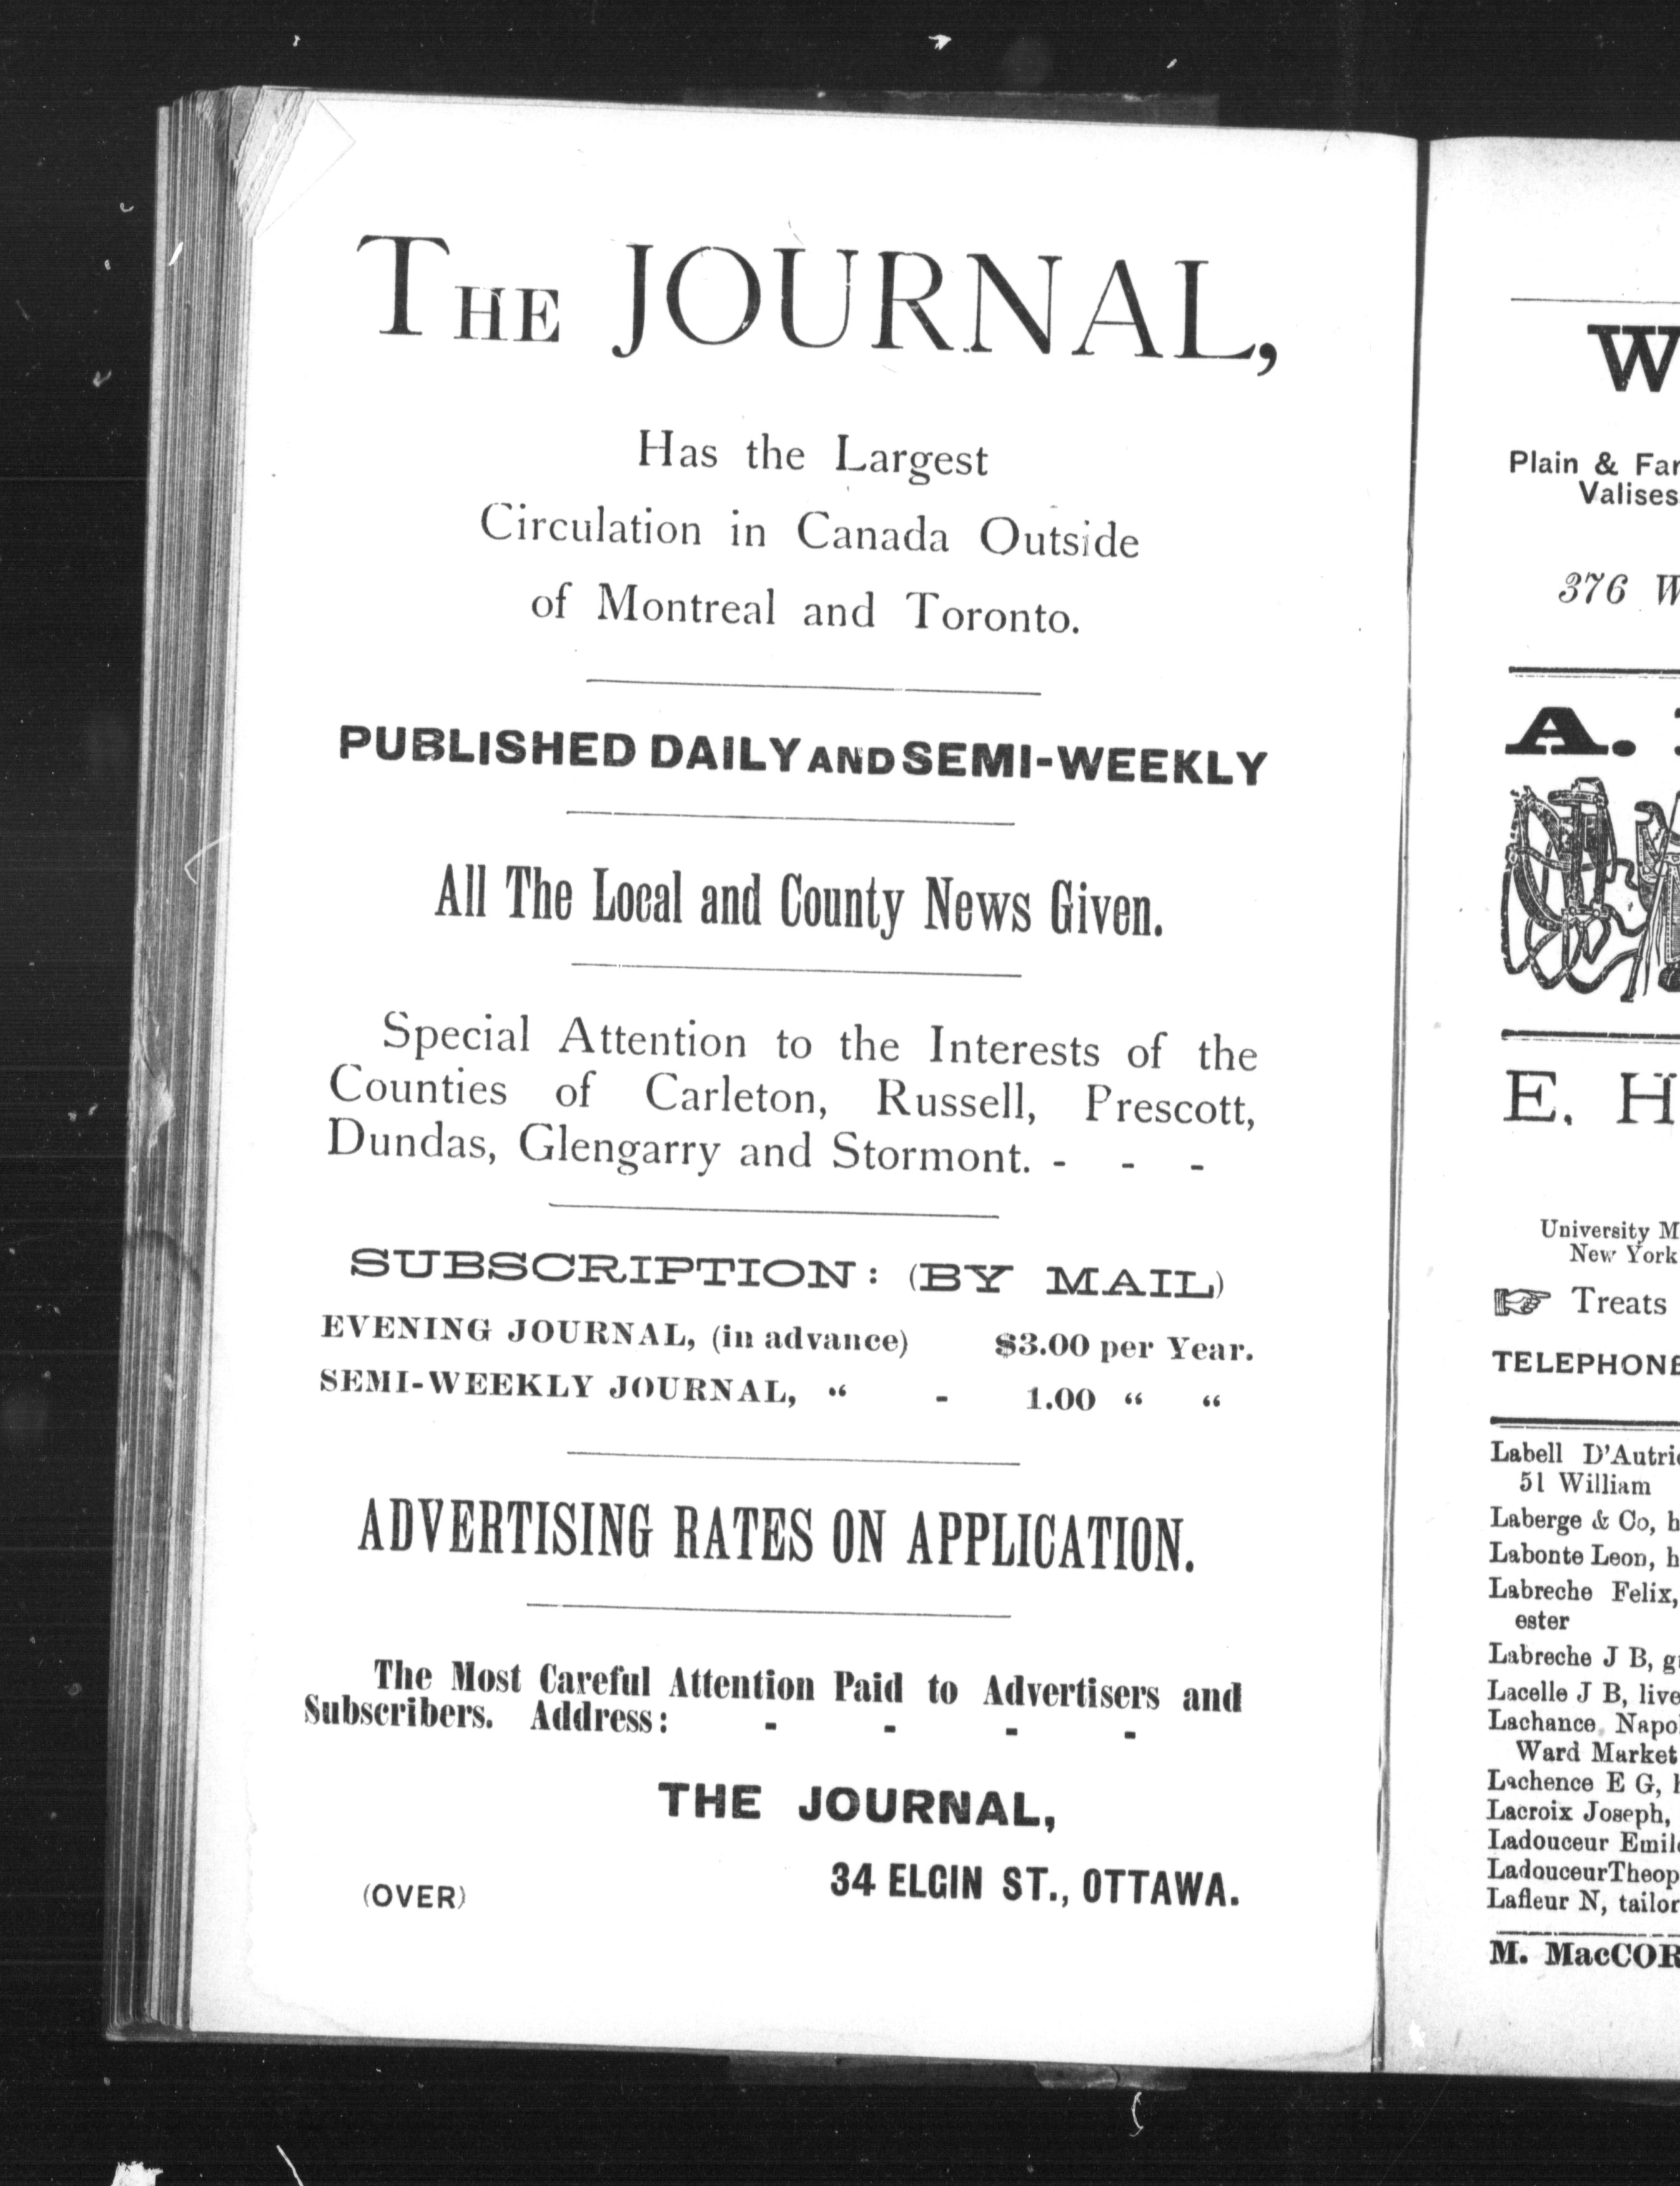 THE JOURNAL,
Has the Largest
Circulation in Canada Outside
of Montreal and Toronto.
PUBLISHED DAILY AND SEMI-WEEKLY
All The Local and County News Given.
Special Attention to the Interests of the
Counties of Carleton, Russell, Prescott,
Dundas, Glengarry and Stormont. - - -
SUBSCRIPTION: (BY MAIL)
EVENING JOURNAL, (in advance) $3.00 per Year.
SEMI-WEEKLY JOURNAL, “ - 1.00 “ “
ADVERTISING RATES ON APPLICATION.
The Most Careful Attention Paid to Advertisers and
Subscribers. Address: - - - -
THE JOURNAL,
34 ELGIN ST., OTTAWA.
(OVER)
W
Plain &
Valises
376 W
A.
E. H
University M
New York
Treats
TELEPHONE
Labell D'Autri
51 William
Laberge & Co, h
Labonte Leon, h
Labreche Felix,
ester
Labreche J B, g
Lacelle J B, live
Lachance Napo
Ward Market
Lachence E G,
Lacroix Joseph,
Ladouceur Emil
LadouceurTheop
Lafleur N, tailor
M. MacCOR